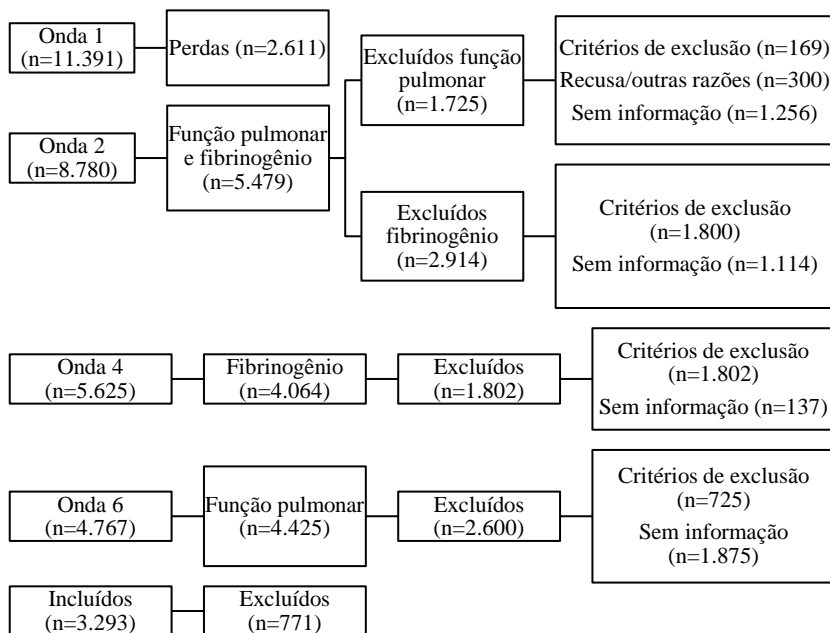 Onda 1
(n=11.391)
Perdas (n=2.611)
Onda 2
(n=8.780)
Função pulmonar
e fibrinogênio
(n=5.479)
Excluídos função
pulmonar
(n=1.725)
Critérios de exclusão (n=169)
Recusa/outras razões (n=300)
Sem informação (n=1.256)
Excluídos
fibrinogênio
(n=2.914)
Critérios de exclusão
(n=1.800)
Sem informação (n=1.114)
Onda 4
(n=5.625)
Fibrinogênio
(n=4.064)
Excluídos
(n=1.802)
Critérios de exclusão
(n=1.802)
Sem informação (n=137)
Onda 6
(n=4.767)
Função pulmonar
(n=4.425)
Excluídos
(n=2.600)
Critérios de exclusão
(n=725)
Sem informação
(n=1.875)
Incluídos
(n=3.293)
Excluídos
(n=771)